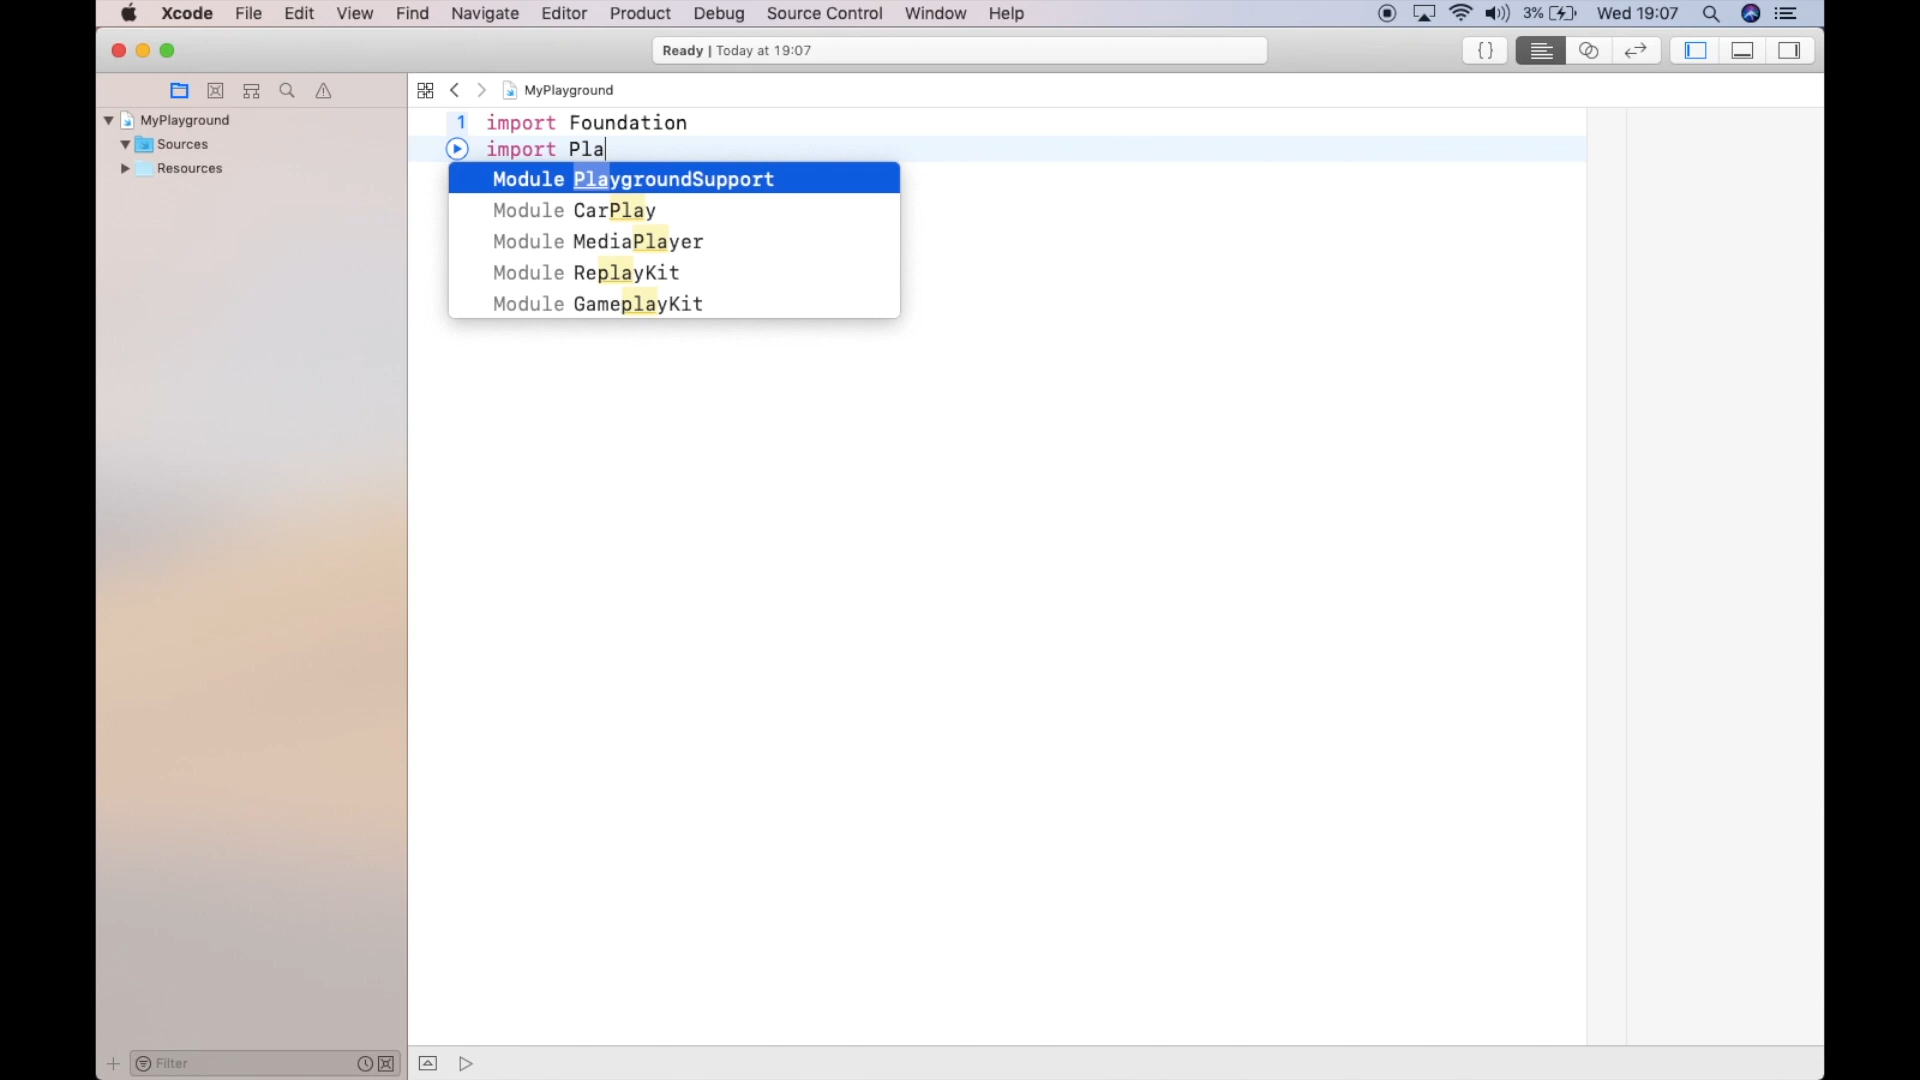 Xcode File Edit View Find Navigate Editor Product Debug Source Control Window Help 3% Wed 19:07
Ready | Today at 19:07 { }
MyPlayground
MyPlayground
Sources
Resources
1 import Foundation
import Pla
Module PlaygroundSupport
Module CarPlay
Module MediaPlayer
Module ReplayKit
Module GameplayKit
Filter